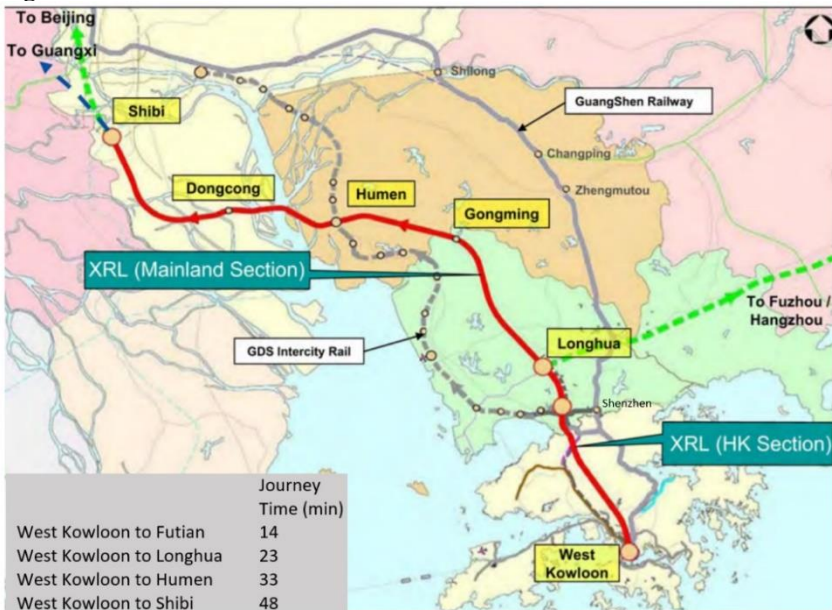 To Beijing
To Guangxi
Shibi
Shilong
GuangShen Railway
Changping
Zhengmutou
Dongcong
Humen
Gongming
XRL (Mainland Section)
To Fuzhou /
Hangzhou
Longhua
GDS Intercity Rail
Shenzhen
XRL (HK Section)
West
Kowloon
Journey
Time (min)
West Kowloon to Futian 14
West Kowloon to Longhua 23
West Kowloon to Humen 33
West Kowloon to Shibi 48